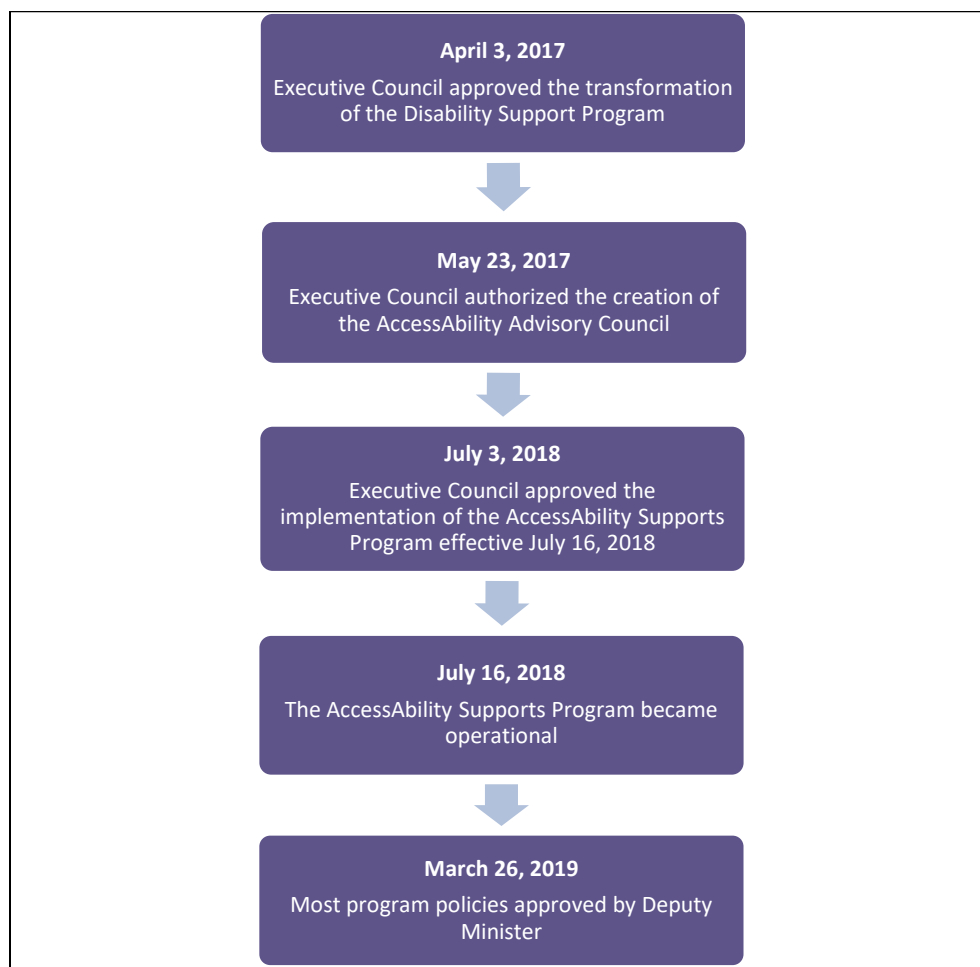 April 3, 2017
Executive Council approved the transformation
of the Disability Support Program
May 23, 2017
Executive Council authorized the creation of
the AccessAbility Advisory Council
July 3, 2018
Executive Council approved the
implementation of the AccessAbility Supports
Program effective July 16, 2018
July 16, 2018
The AccessAbility Supports Program became
operational
March 26, 2019
Most program policies approved by Deputy
Minister